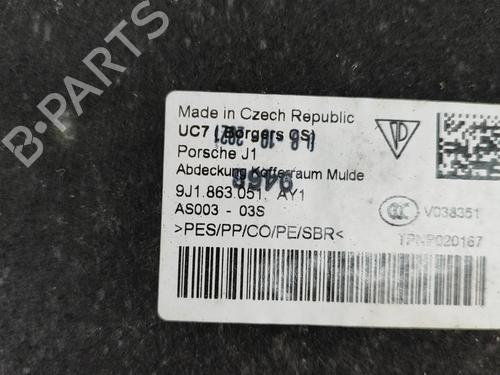 Made in Czech Republic
UC7 ( Borgers CS)
Porsche J1
Abdeckung Kofferraum Mulde
9J1.863.051. AY1
AS003 - 03S
>PES/PP/CO/PE/SBR<
V038351
YPNP020167
B-PARTS